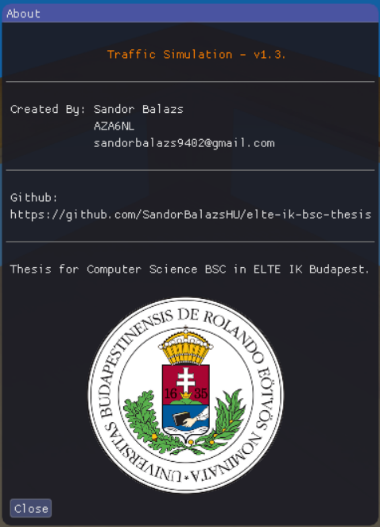 About
Traffic Simulation - v1.3.
Created By: Sandor Balazs
AZA6NL
sandorbalazs9402@gmail.com
Github:
https://github.com/SandorBalazsHU/elte-ik-bsc-thesis
Thesis for Computer Science BSC in ELTE IK Budapest.
UNIVERSITAS BUDAPESTINENSIS DE ROLANDO EÖTVÖS NOMINATA
16 35
Close